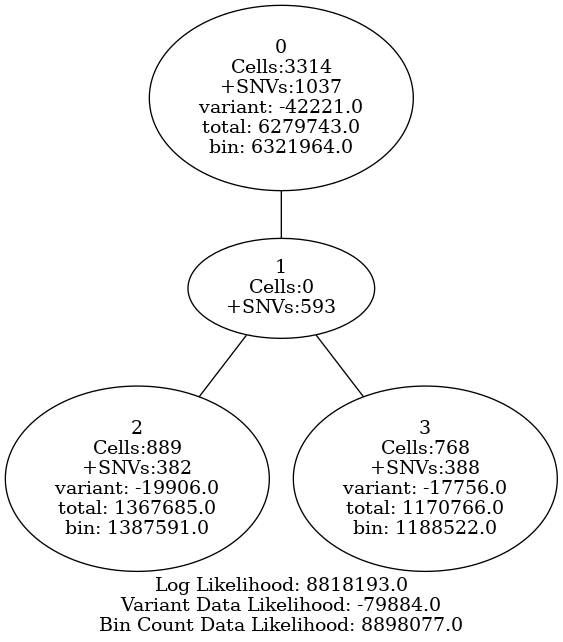 0
Cells:3314
+SNVs:1037
variant: -42221.0
total: 6279743.0
bin: 6321964.0
1
Cells:0
+SNVs:593
2
Cells:889
+SNVs:382
variant: -19906.0
total: 1367685.0
bin: 1387591.0
3
Cells:768
+SNVs:388
variant: -17756.0
total: 1170766.0
bin: 1188522.0
Log Likelihood: 8818193.0
Variant Data Likelihood: -79884.0
Bin Count Data Likelihood: 8898077.0